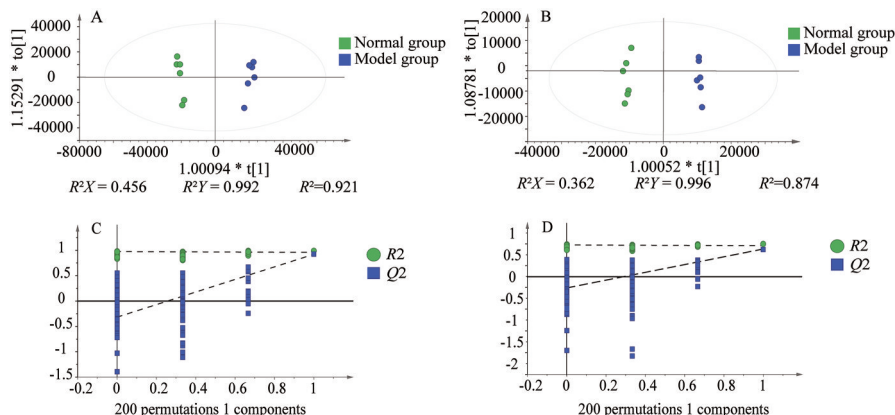 A
40000
20000
0
-20000
-40000
1.15291 * to[1]
-80000
-40000
0
40000
1.00094 * t[1]
Normal group
Model group
R²X = 0.456 R²Y = 0.992 R²=0.921
B
20000
10000
0
-10000
-20000
1.08781 * to[1]
-40000
-20000
0
20000
1.00052 * t[1]
Normal group
Model group
R²X = 0.362 R²Y = 0.996 R²=0.874
C
1
0.5
0
-0.5
-1
-1.5
-0.2 0 0.2 0.4 0.6 0.8 1
200 permutations 1 components
R2
Q2
D
1
0.5
0
-0.5
-1
-1.5
-2
-0.2 0 0.2 0.4 0.6 0.8 1
200 permutations 1 components
R2
Q2